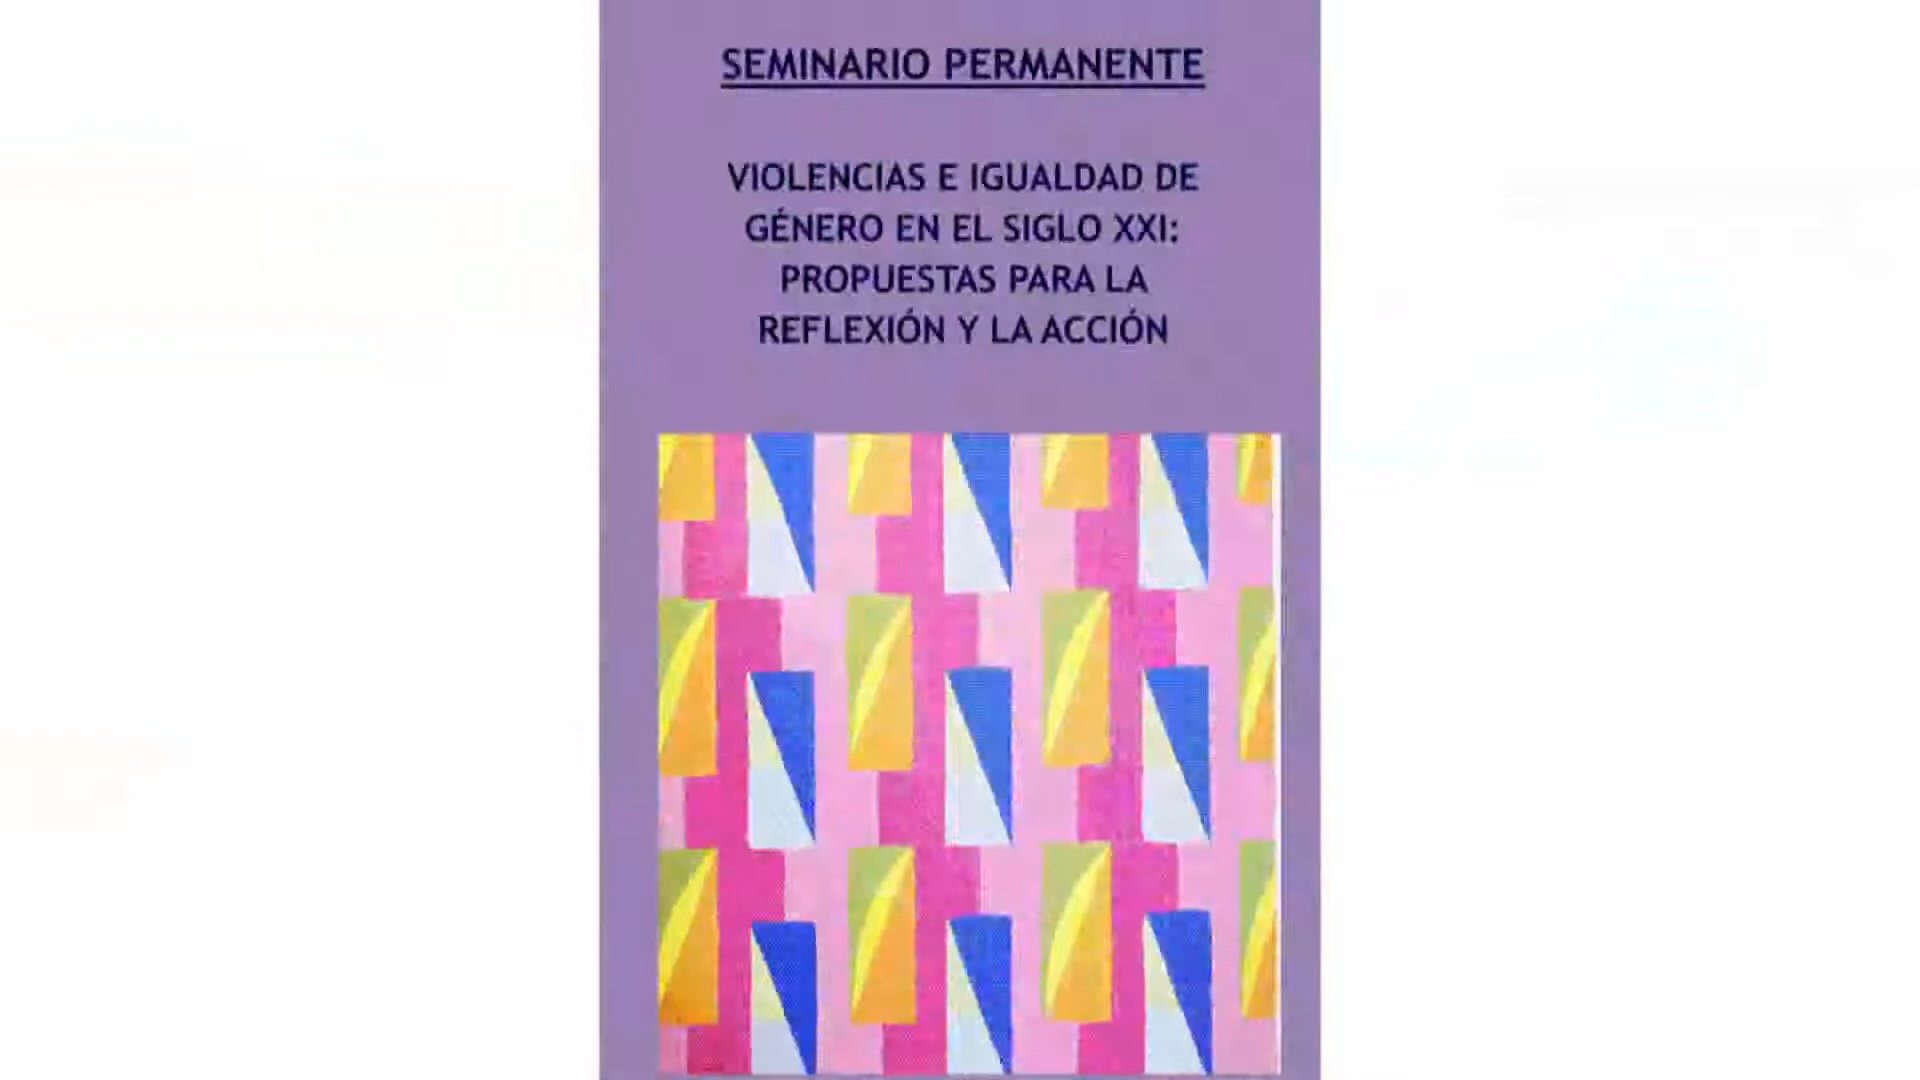 SEMINARIO PERMANENTE
VIOLENCIAS E IGUALDAD DE
GÉNERO EN EL SIGLO XXI:
PROPUESTAS PARA LA
REFLEXIÓN Y LA ACCIÓN